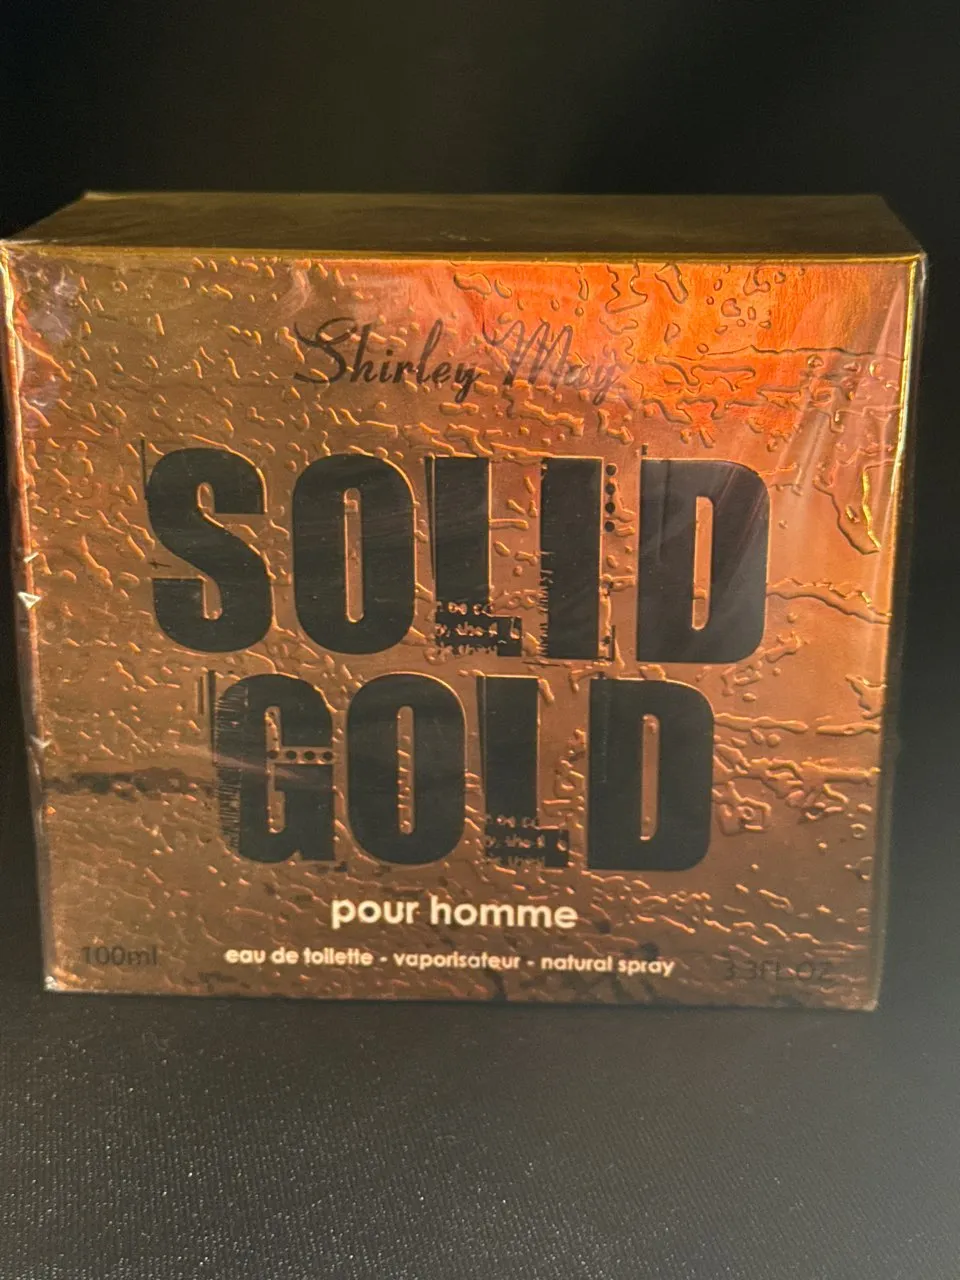 Shirley May
SOLID
GOLD
pour homme
100ml
eau de toilette - vaporisateur - natural spray
3.3FL.OZ